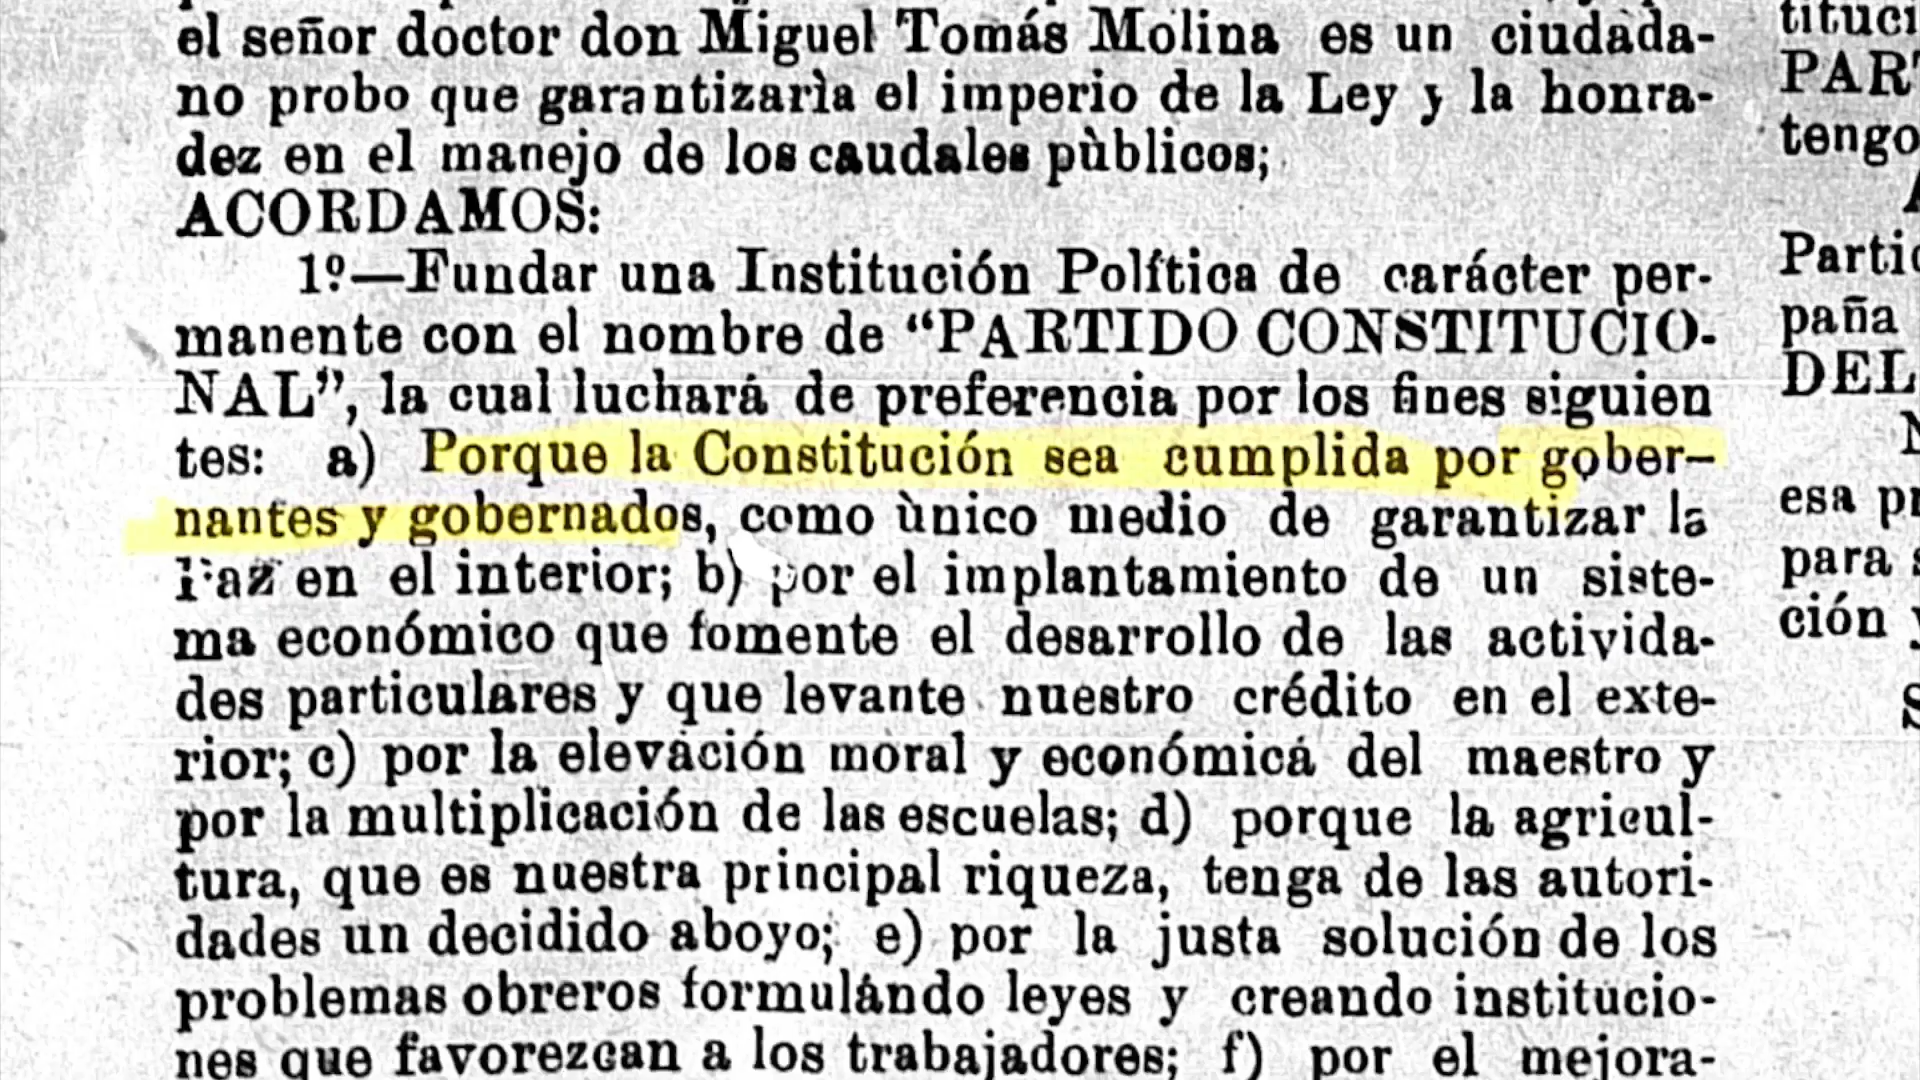 el señor doctor don Miguel Tomás Molina es un ciudada-
no probo que garantizarìa el imperio de la Ley y la honra-
dez en el manejo de los caudales pùblicos;
ACORDAMOS:
1º—Fundar una Institución Política de carácter per-
manente con el nombre de “PARTIDO CONSTITUCIO-
NAL”, la cual luchará de preferencia por los fines siguien
tes: a) Porque la Constitución sea cumplida por gober-
nantes y gobernados, como ùnico medio de garantizar la
Paz en el interior; b) por el implantamiento de un siste-
ma económico que fomente el desarrollo de las activida-
des particulares y que levante nuestro crédito en el exte-
rior; c) por la elevación moral y económica del maestro y
por la multiplicación de las escuelas; d) porque la agricul-
tura, que es nuestra principal riqueza, tenga de las autori-
dades un decidido aboyo; e) por la justa solución de los
problemas obreros formulándo leyes y creando institucio-
nes que favorezcan a los trabajadores; f) por el mejora-
tituci
PART
tengo
Partic
paña
DEL
esa pr
para s
ción y